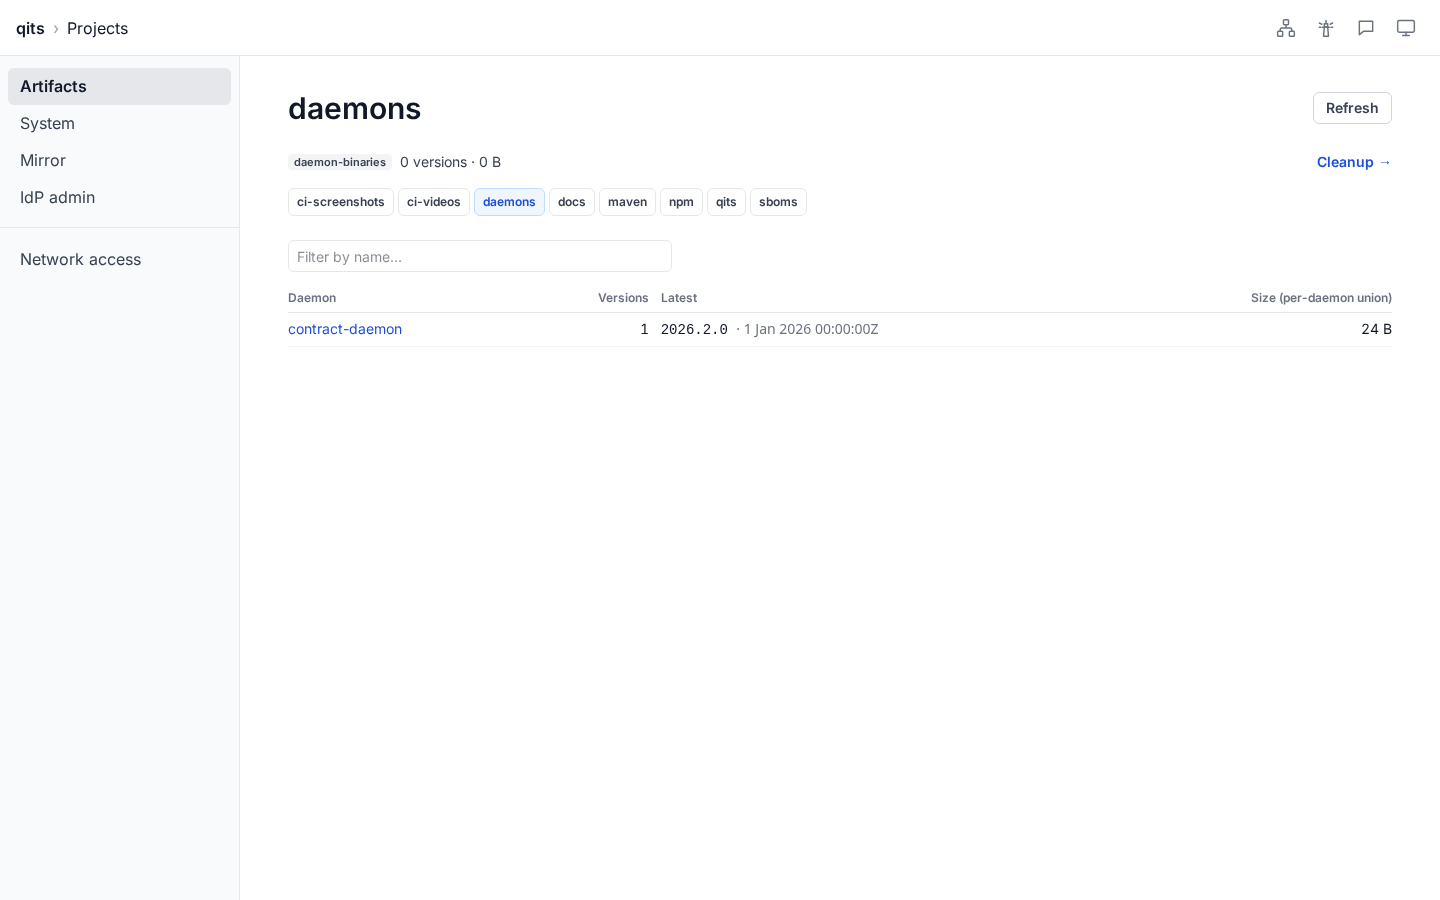 qits › Projects
Artifacts
System
Mirror
IdP admin
Network access
daemons
Refresh
daemon-binaries 0 versions · 0 B
Cleanup →
ci-screenshots ci-videos daemons docs maven npm qits sboms
Filter by name...
Daemon Versions Latest Size (per-daemon union)
contract-daemon 1 2026.2.0 · 1 Jan 2026 00:00:00Z 24 B